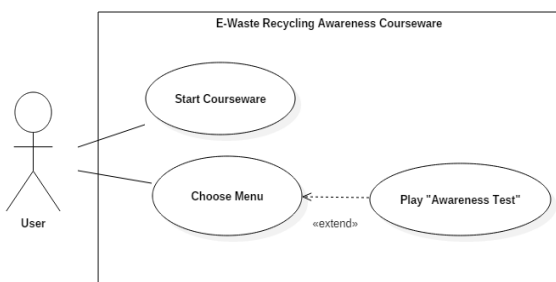 E-Waste Recycling Awareness Courseware
Start Courseware
Choose Menu
Play "Awareness Test"
«extend»
User